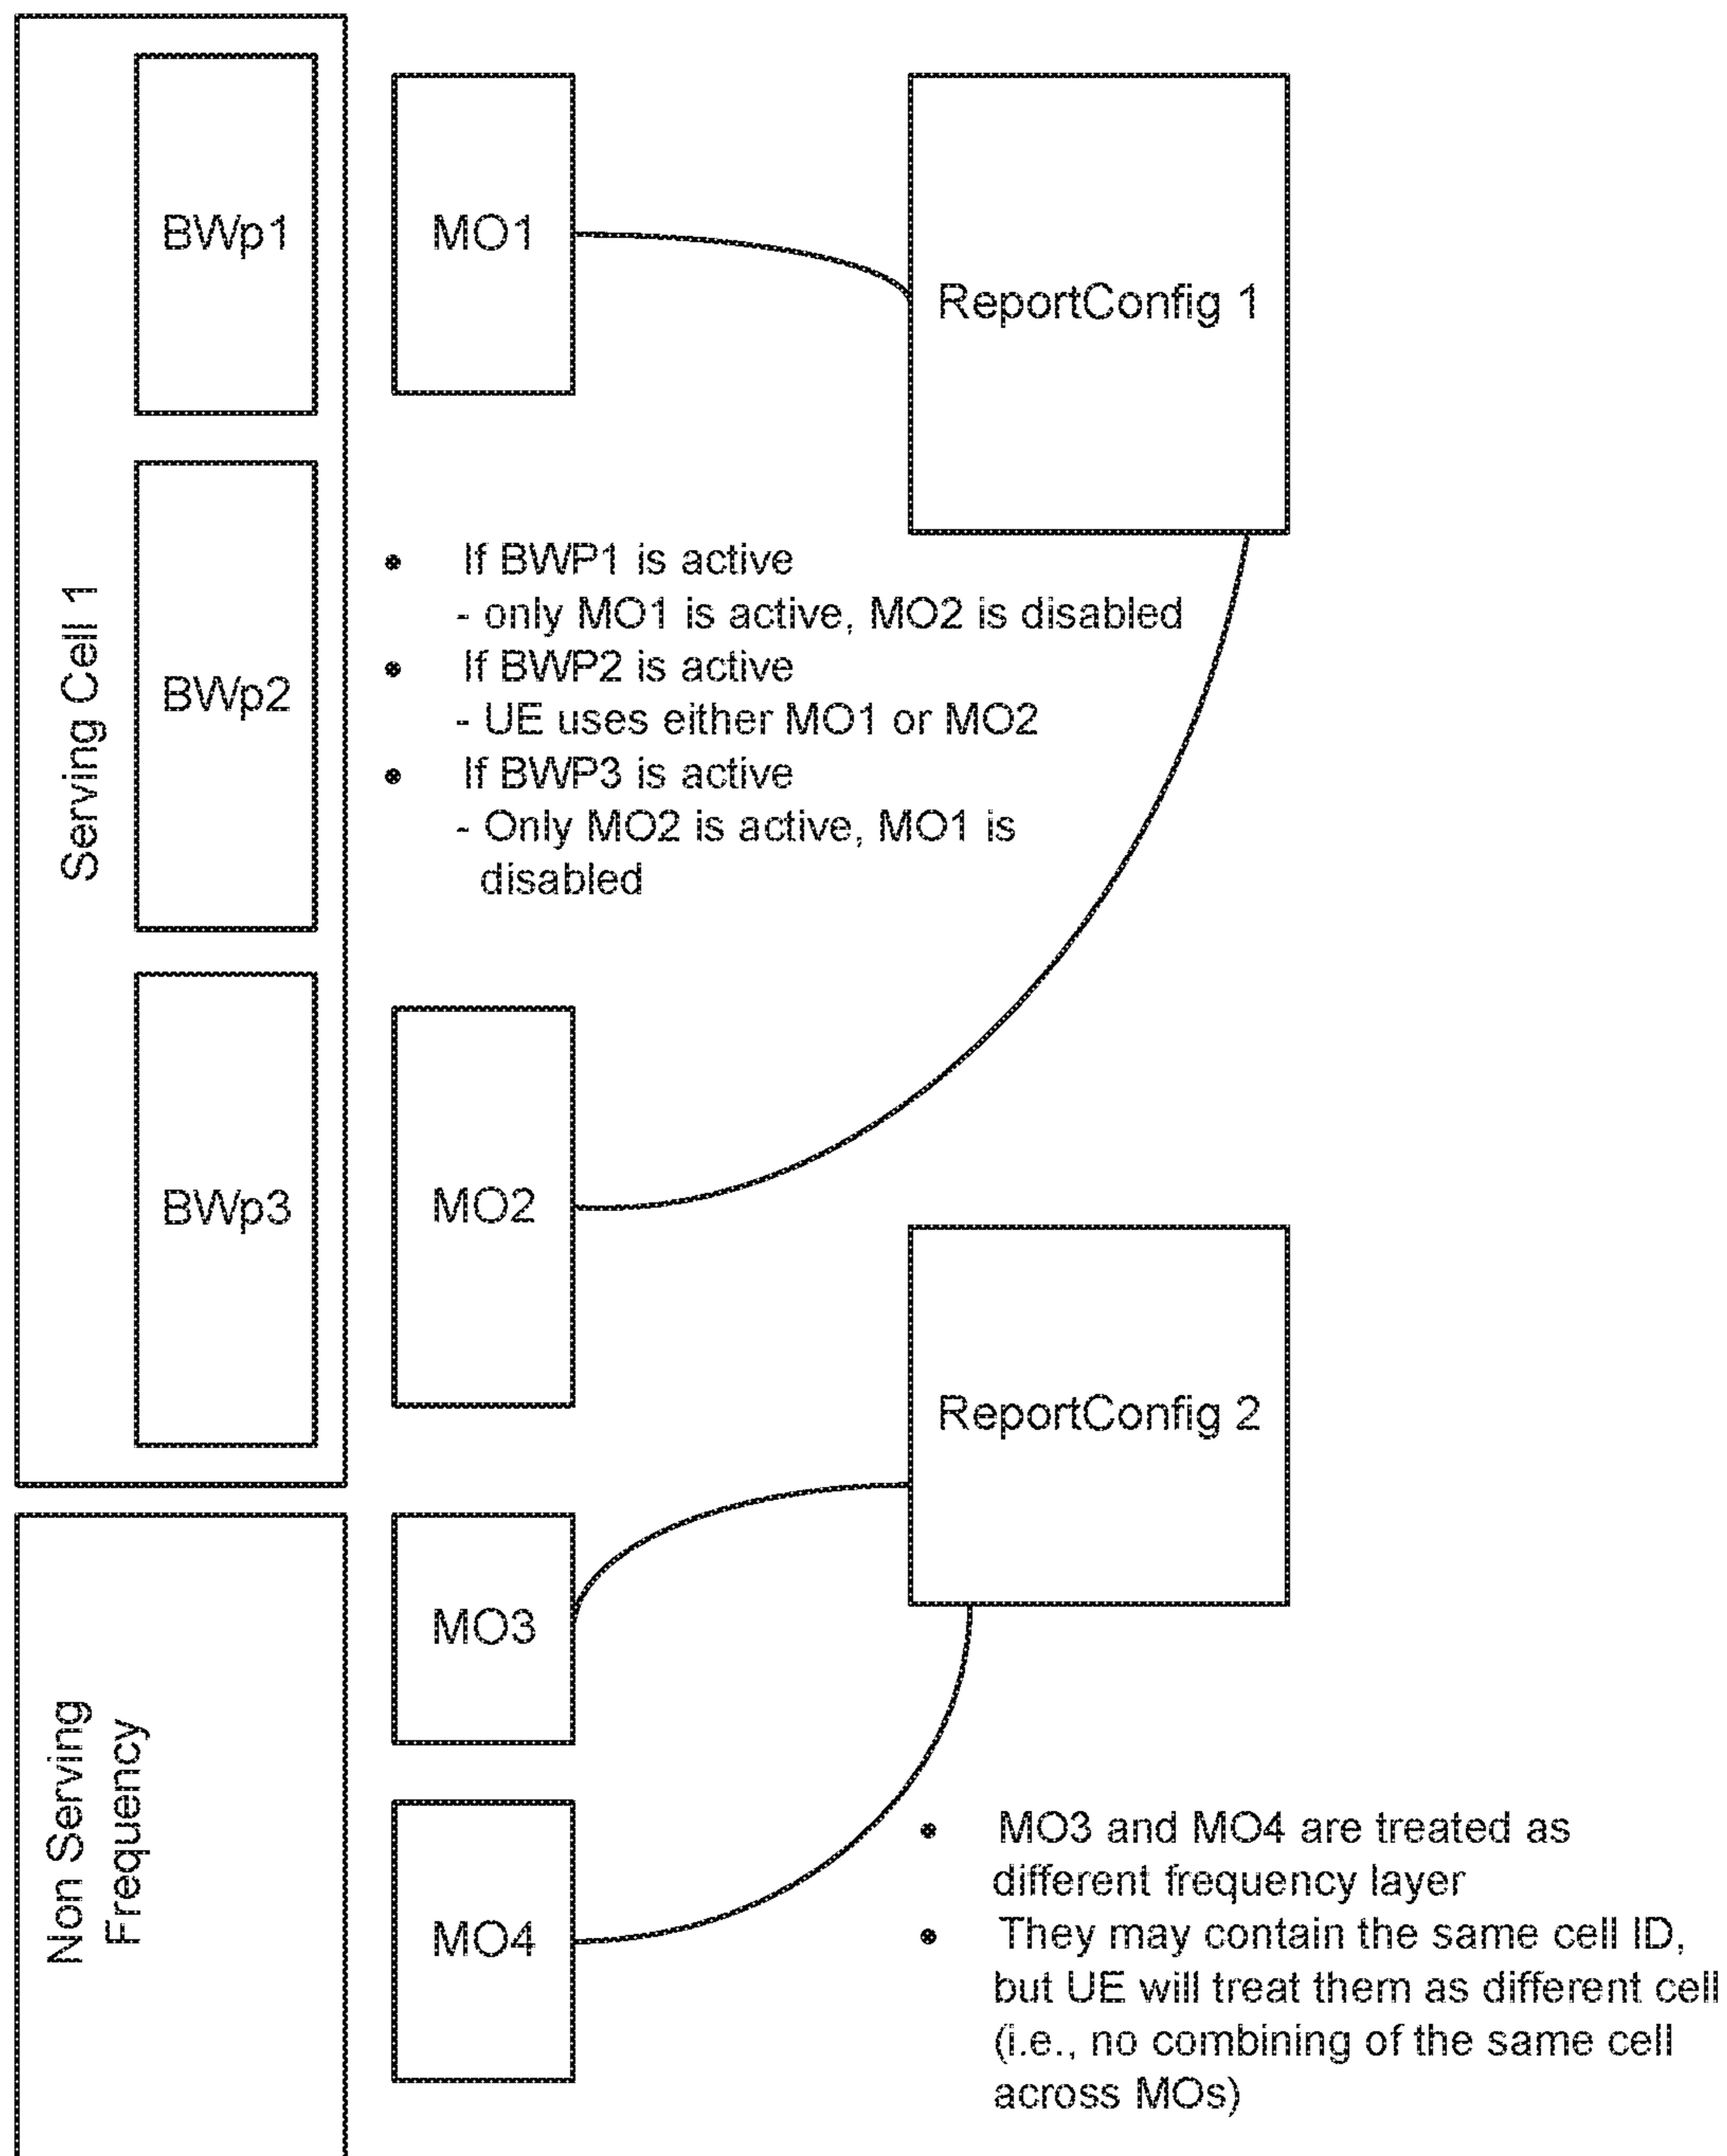 Serving Cell 1
BWp1
BWp2
BWp3
MO1
ReportConfig 1
• If BWP1 is active
- only MO1 is active, MO2 is disabled
• If BWP2 is active
- UE uses either MO1 or MO2
• If BWP3 is active
- Only MO2 is active, MO1 is
disabled
MO2
ReportConfig 2
Non Serving
Frequency
MO3
MO4
• MO3 and MO4 are treated as
different frequency layer
• They may contain the same cell ID,
but UE will treat them as different cell
(i.e., no combining of the same cell
across MOs)